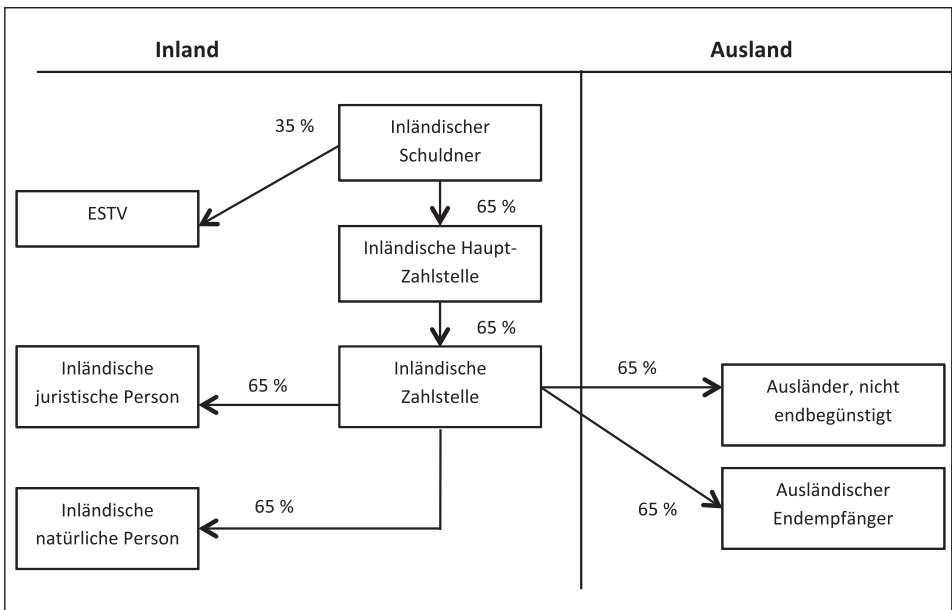 Inland
Ausland
35 %
Inländischer
Schuldner
ESTV
65 %
Inländische Haupt-
Zahlstelle
65 %
Inländische
juristische Person
65 %
Inländische
Zahlstelle
65 %
Ausländer, nicht
endbegünstigt
Inländische
natürliche Person
65 %
65 %
Ausländischer
Endempfänger